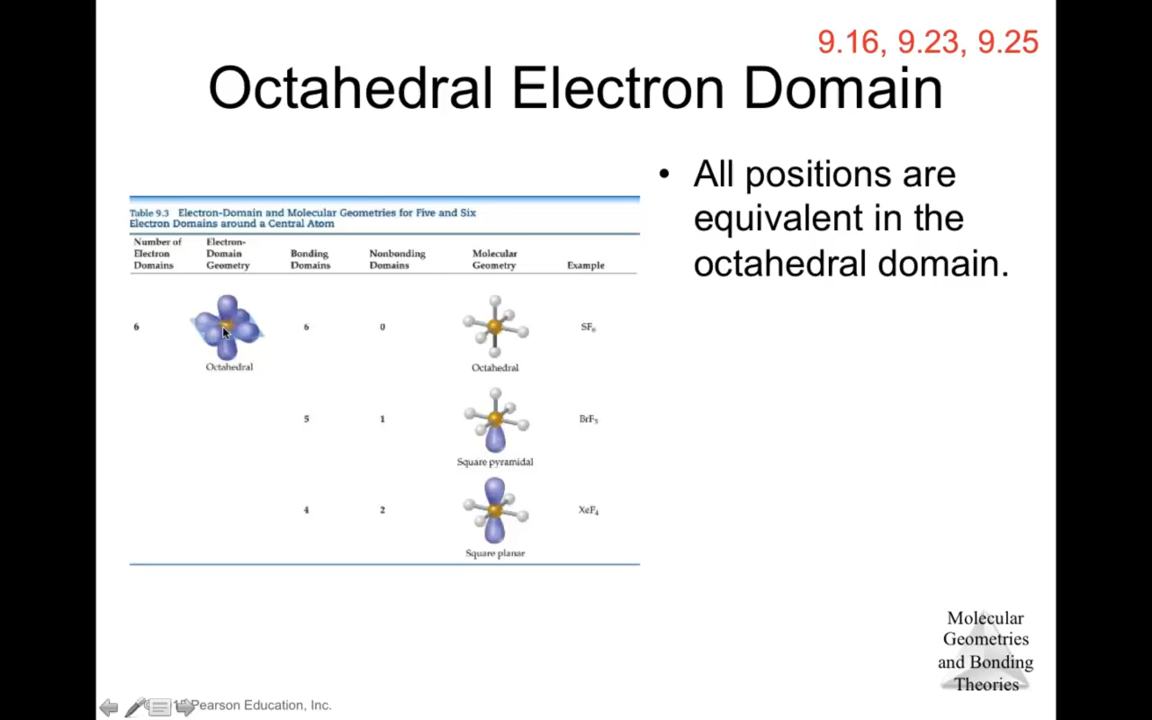 9.16, 9.23, 9.25
Octahedral Electron Domain
• All positions are
equivalent in the
octahedral domain.
Table 9.3 Electron-Domain and Molecular Geometries for Five and Six
Electron Domains around a Central Atom
Number of Electron Domains
Electron-Domain Geometry
Bonding Domains
Nonbonding Domains
Molecular Geometry
Example
6 6 0 SF₆
Octahedral Octahedral
5 1 BrF₅
Square pyramidal
4 2 XeF₄
Square planar
Molecular
Geometries
and Bonding
Theories
Pearson Education, Inc.